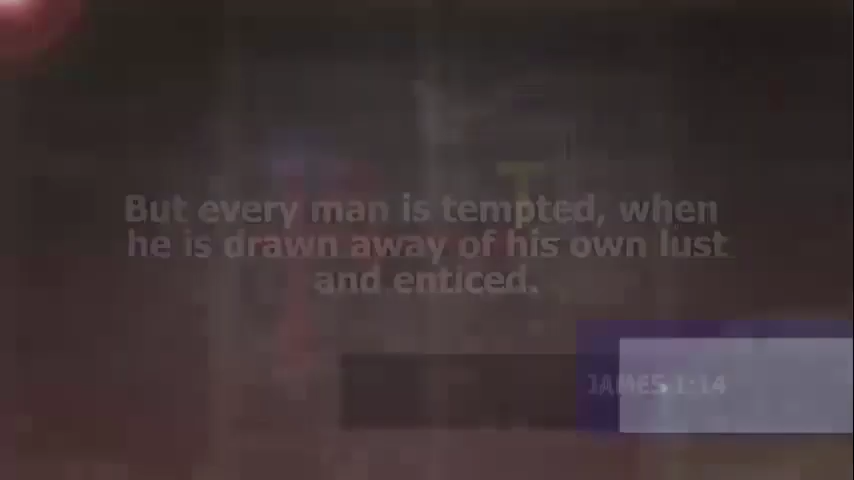 But every man is tempted, when
he is drawn away of his own lust
and enticed.
JAMES 1:14